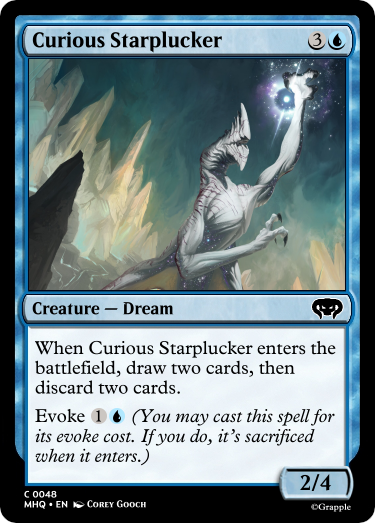 Curious Starplucker 3
Creature — Dream
When Curious Starplucker enters the
battlefield, draw two cards, then
discard two cards.
Evoke 1 (You may cast this spell for
its evoke cost. If you do, it's sacrificed
when it enters.)
2/4
C 0048
MHQ • EN Corey Gooch
©Grapple